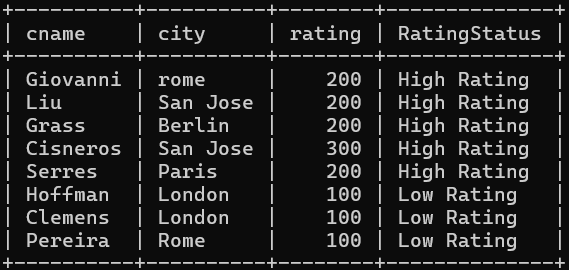 +----------+----------+--------+--------------+
| cname    | city     | rating | RatingStatus |
+----------+----------+--------+--------------+
| Giovanni | rome     |    200 | High Rating  |
| Liu      | San Jose |    200 | High Rating  |
| Grass    | Berlin   |    200 | High Rating  |
| Cisneros | San Jose |    300 | High Rating  |
| Serres   | Paris    |    200 | High Rating  |
| Hoffman  | London   |    100 | Low Rating   |
| Clemens  | London   |    100 | Low Rating   |
| Pereira  | Rome     |    100 | Low Rating   |
+----------+----------+--------+--------------+